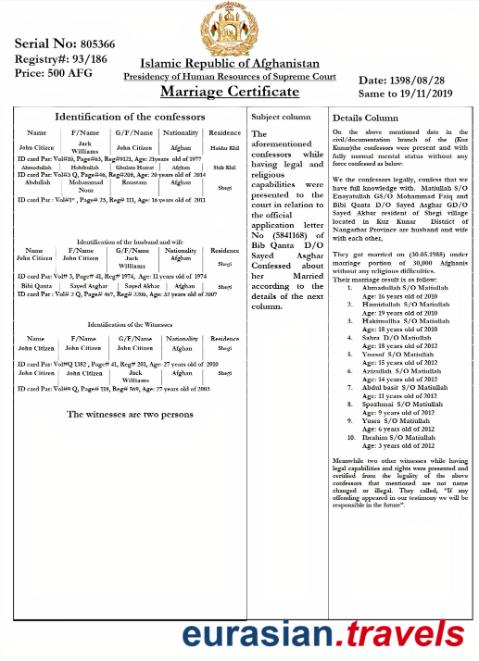 Serial No: 805366
Registry#: 93/186
Price: 500 AFG
Islamic Republic of Afghanistan
Presidency of Human Resources of Supreme Court
Marriage Certificate
Date: 1398/08/28
Same to 19/11/2019
Identification of the confessors
Name F/Name G/F/Name Nationality Residence
John Citizen Jack Williams John Citizen Afghan Haidar Khil
ID card Par: Vol#10, Page#63, Reg#9121, Age: 21years old of 1977
Ahmadullah Habibullah Ghulam Afghan Khil
ID card Par: Vol#3 Q, Page#46, Reg#206, Age: 20 years old of 2014
Abdullah Mohammad Noor Roustam Afghan Shegi
ID card Par: Vol#1" , Page# 23, Reg# 111, Age: 16 years old of 2011
Identification of the husband and wife
Name F/Name G/F/Name Nationality Residence
John Citizen John Citizen Jack Williams Afghan Shegi
ID card Par: Vol# 3, Page# 41, Reg# 1974, Age: 11 years old of 1974
Bibi Qanta Sayed Asghar Sayed Akbar Afghan Shegi
ID card Par : Vol# 2 Q, Page# 467, Reg# 2206, Age: 32 years old of 2007
Identification of the Witnesses
Name F/Name G/F/Name Nationality Residence
John Citizen John Citizen John Citizen Afghan Shegi
ID card Par: Vol#Q 1382 , Page# 41, Reg# 201, Age: 27 years old of 2010
John Citizen John Citizen Jack Williams Afghan Shegi
ID card Par: Vol#0 Q, Page# 118, Reg# 569, Age: 27 years old of 2003
The witnesses are two persons
Subject column
The
aforementioned
confessors while
having legal and
religious
capabilities were
presented to the
court in relation to
the official
application letter
No (5841168) of
Bib Qanta D/O
Sayed Asghar
Confessed about
her Married
according to the
details of the next
column.
Details Column
On the above mentioned date in the
civil/documentation branch of the (Koz
Kunar)the confessors were present and with
fully normal mental status without any
force confessed as below:
We the confessors legally, confess that we
have full knowledge with. Matiullah S/O
Enayatullah GS/O Mohammad Faiq and
Bibi Qanta D/O Sayed Asghar GD/O
Sayed Akbar resident of Shegi village
located in Koz Kunar District of
Nangarhar Province are husband and wife
with each other,
They got married on (30.05.1988) under
marriage portion of 30,000 Afghanis
without any religious difficulties.
Their marriage result is as follow:
1. Ahmadullah S/O Matiullah
Age: 16 years of 2010
2. Hamidullah S/O Matiullah
Age: 19 years of 2010
3. Hakimullha S/O Matiullah
Age: 18 years of 2010
4. Sahra D/O Matiullah
Age: 18 years of 2012
5. Yousof S/O Matiullah
Age: 15 years of 2012
6. Azizullah S/O Matiullah
Age: 14 years of 2012
7. Abdul basit S/O Matiullah
Age: 11 years of 2012
8. Spozhmai S/O Matiullah
Age: 9 years of 2012
9. Yusra S/O Matiullah
Age: 6 years of 2012
10. Ibrahim S/O Matiullah
Age: 3 years of 2012
Meanwhile two other witnesses while having
legal capabilities and rights were presented and
certified from the legality of the above
confessors that mentioned are not name
changed or illegal. They called, "If any
offending appeared in our testimony we will be
responsible in the future".
eurasian.travels